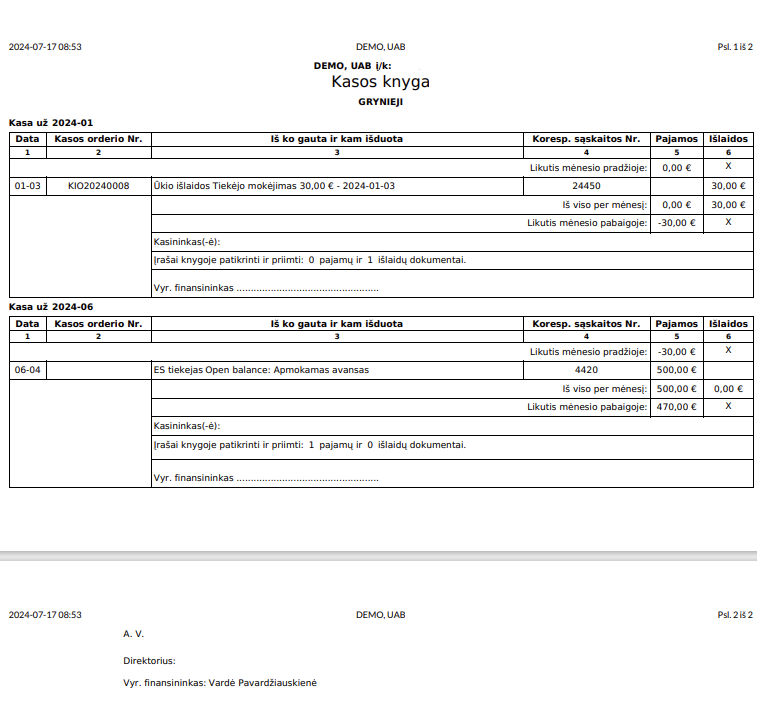 2024-07-17 08:53 DEMO, UAB Psl. 1 iš 2
DEMO, UAB į/k:
Kasos knyga
GRYNIEJI
Kasa už 2024-01
Data Kasos orderio Nr. Iš ko gauta ir kam išduota Koresp. sąskaitos Nr. Pajamos Išlaidos
1 2 3 4 5 6
Likutis mėnesio pradžioje: 0,00 € X
01-03 KIO20240008 Ūkio išlaidos Tiekėjo mokėjimas 30,00 € - 2024-01-03 24450 30,00 €
Iš viso per mėnesį: 0,00 € 30,00 €
Likutis mėnesio pabaigoje: -30,00 € X
Kasininkas(-ė):
Įrašai knygoje patikrinti ir priimti: 0 pajamų ir 1 išlaidų dokumentai.
Vyr. finansininkas .................................................
Kasa už 2024-06
Data Kasos orderio Nr. Iš ko gauta ir kam išduota Koresp. sąskaitos Nr. Pajamos Išlaidos
1 2 3 4 5 6
Likutis mėnesio pradžioje: -30,00 € X
06-04 ES tiekejas Open balance: Apmokamas avansas 4420 500,00 €
Iš viso per mėnesį: 500,00 € 0,00 €
Likutis mėnesio pabaigoje: 470,00 € X
Kasininkas(-ė):
Įrašai knygoje patikrinti ir priimti: 1 pajamų ir 0 išlaidų dokumentai.
Vyr. finansininkas .................................................
2024-07-17 08:53 DEMO, UAB Psl. 2 iš 2
A. V.
Direktorius:
Vyr. finansininkas: Vardė Pavardžiauskienė